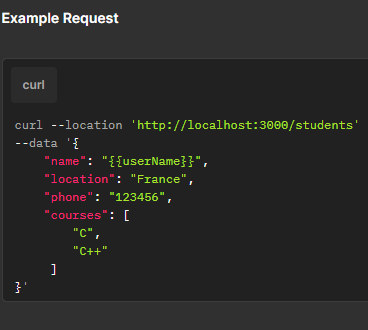 Example Request
curl
curl --location 'http://localhost:3000/students'
--data '{
    "name": "{{userName}}",
    "location": "France",
    "phone": "123456",
    "courses": [
        "C",
        "C++"
     ]
}'